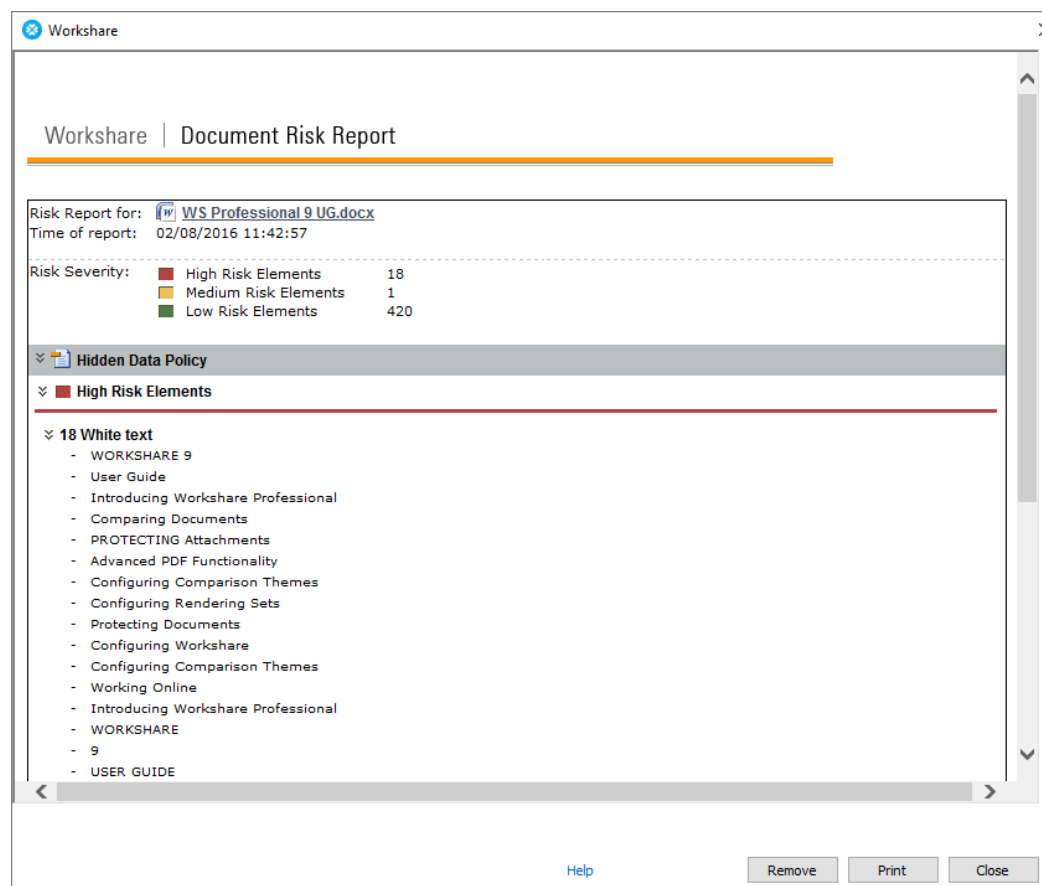 Workshare
Workshare | Document Risk Report
Risk Report for: WS Professional 9 UG.docx
Time of report: 02/08/2016 11:42:57
Risk Severity: High Risk Elements 18
Medium Risk Elements 1
Low Risk Elements 420
Hidden Data Policy
High Risk Elements
18 White text
- WORKSHARE 9
- User Guide
- Introducing Workshare Professional
- Comparing Documents
- PROTECTING Attachments
- Advanced PDF Functionality
- Configuring Comparison Themes
- Configuring Rendering Sets
- Protecting Documents
- Configuring Workshare
- Configuring Comparison Themes
- Working Online
- Introducing Workshare Professional
- WORKSHARE
- 9
- USER GUIDE
Help Remove Print Close